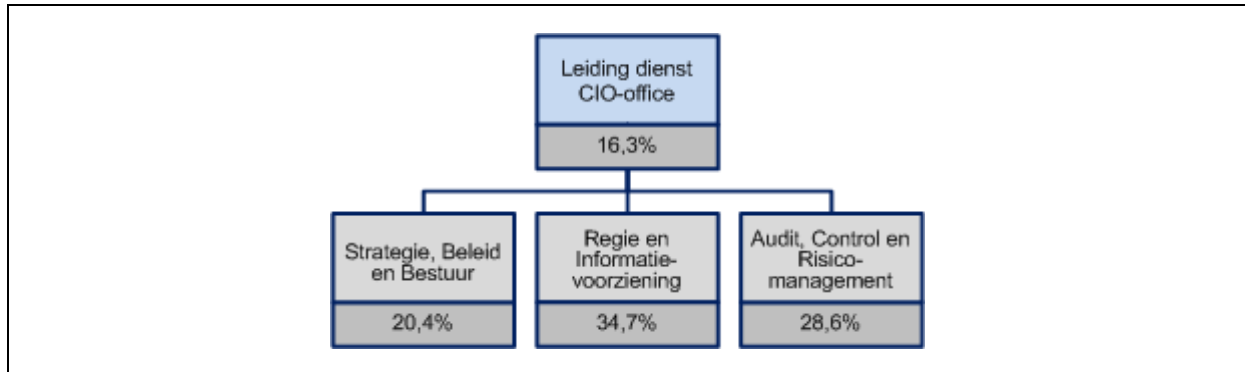 Leiding dienst
CIO-office
16,3%
Strategie, Beleid
en Bestuur
20,4%
Regie en
Informatie-
voorziening
34,7%
Audit, Control en
Risico-
management
28,6%